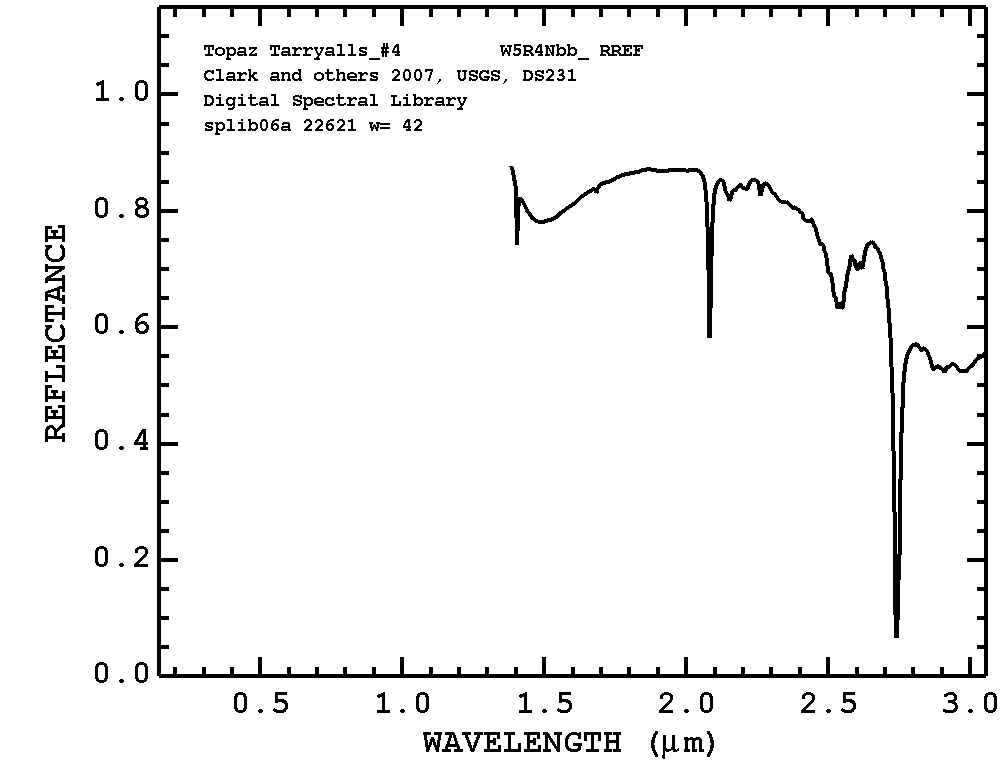 Topaz Tarryalls_#4 W5R4Nbb_ RREF
Clark and others 2007, USGS, DS231
Digital Spectral Library
splib06a 22621 w= 42
1.0
0.8
0.6
0.4
0.2
0.0
REFLECTANCE
0.5 1.0 1.5 2.0 2.5 3.0
WAVELENGTH (μm)